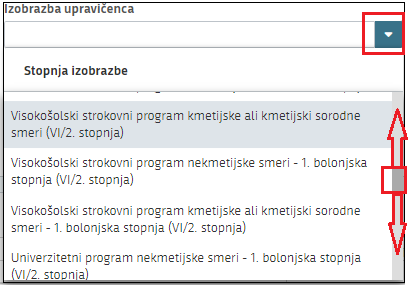 Izobrazba upravičenca
Stopnja izobrazbe
Visokošolski strokovni program kmetijske ali kmetijski sorodne
smeri (VI/2. stopnja)
Visokošolski strokovni program nekmetijske smeri - 1. bolonjska
stopnja (VI/2. stopnja)
Visokošolski strokovni program kmetijske ali kmetijski sorodne
smeri - 1. bolonjska stopnja (VI/2. stopnja)
Univerzitetni program nekmetijske smeri - 1. bolonjska stopnja
(VI/2. stopnja)